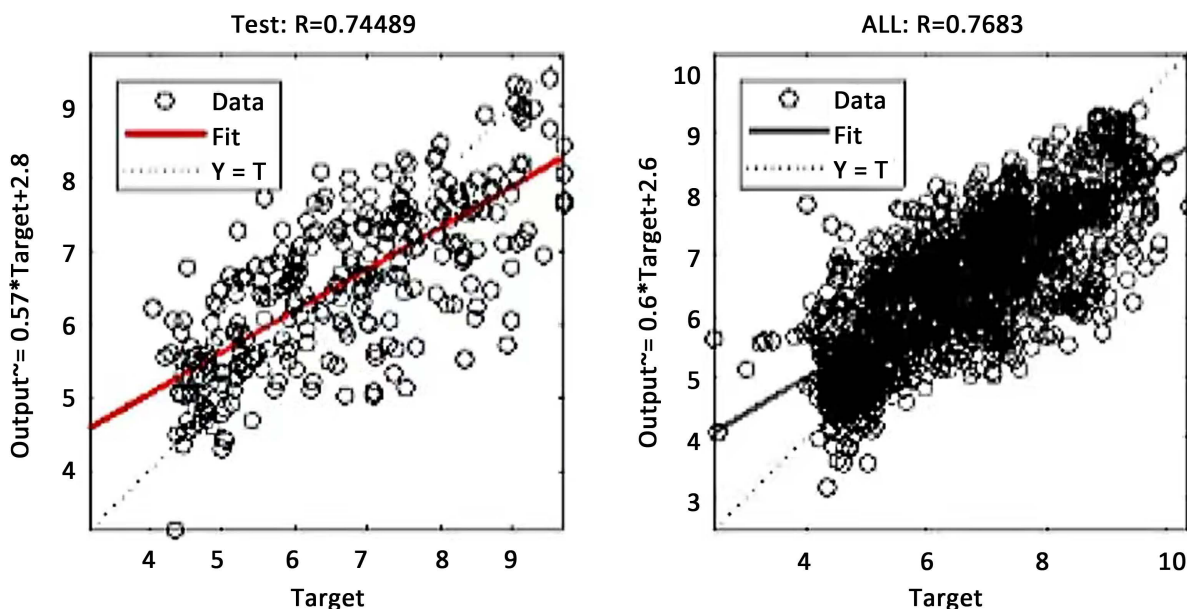 Test: R=0.74489
Data
Fit
Y = T
Output~= 0.57*Target+2.8
9
8
7
6
5
4
4 5 6 7 8 9
Target
ALL: R=0.7683
Data
Fit
Y = T
Output~= 0.6*Target+2.6
10
9
8
7
6
5
4
3
4 6 8 10
Target